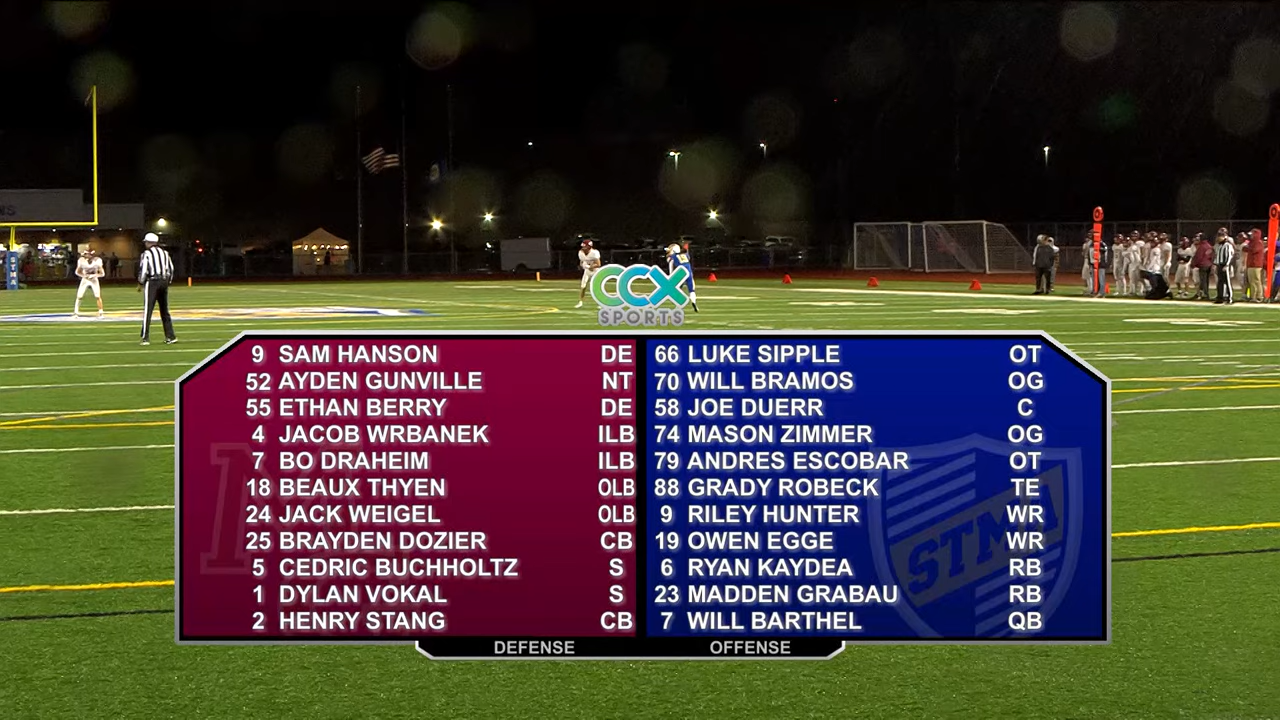 CCX
SPORTS
9 SAM HANSON DE
52 AYDEN GUNVILLE NT
55 ETHAN BERRY DE
4 JACOB WRBANEK ILB
7 BO DRAHEIM ILB
18 BEAUX THYEN OLB
24 JACK WEIGEL OLB
25 BRAYDEN DOZIER CB
5 CEDRIC BUCHHOLTZ S
1 DYLAN VOKAL S
2 HENRY STANG CB
DEFENSE
66 LUKE SIPPLE OT
70 WILL BRAMOS OG
58 JOE DUERR C
74 MASON ZIMMER OG
79 ANDRES ESCOBAR OT
88 GRADY ROBECK TE
9 RILEY HUNTER WR
19 OWEN EGGE WR
6 RYAN KAYDEA RB
23 MADDEN GRABAU RB
7 WILL BARTHEL QB
OFFENSE
STMA
STMA